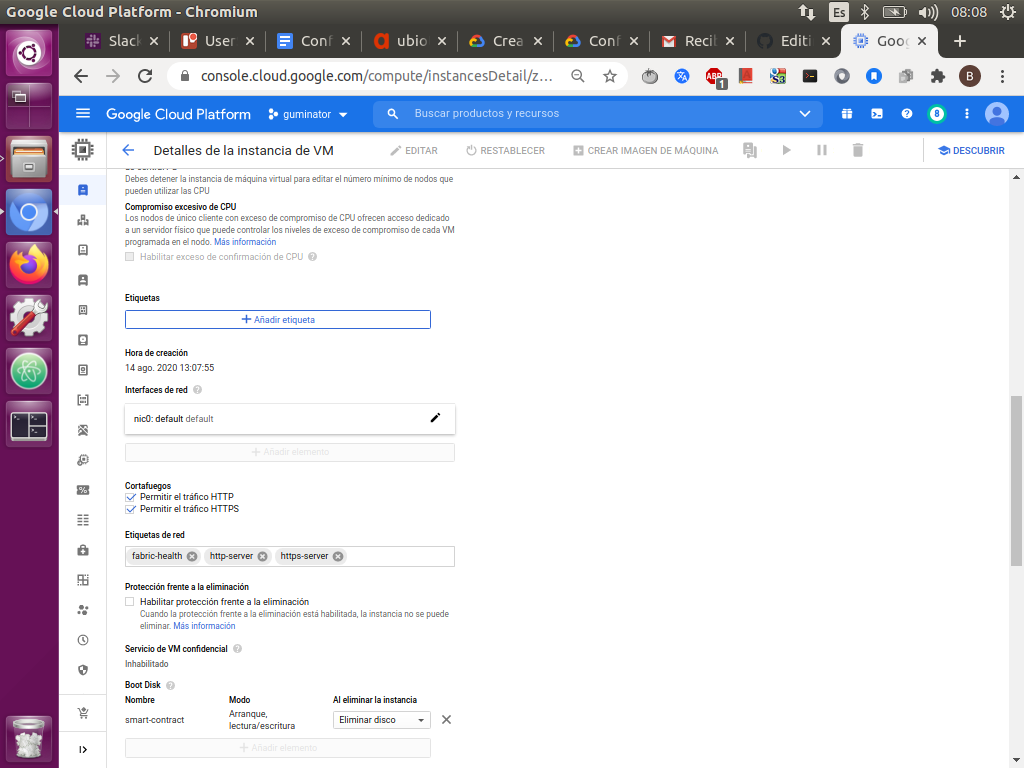 Google Cloud Platform - Chromium
Es
08:08
Slack
User
Conf
ubio
Crea
Conf
Recib
Editi
Goog
console.cloud.google.com/compute/instancesDetail/z...
ABP
1
S3
B
Google Cloud Platform
guminator
Buscar productos y recursos
8
Detalles de la instancia de VM
EDITAR
RESTABLECER
CREAR IMAGEN DE MÁQUINA
DESCUBRIR
Debes detener la instancia de máquina virtual para editar el número mínimo de nodos que
pueden utilizar las CPU
Compromiso excesivo de CPU
Los nodos de único cliente con exceso de compromiso de CPU ofrecen acceso dedicado
a un servidor físico que puede controlar los niveles de exceso de compromiso de cada VM
programada en el nodo. Más información
Habilitar exceso de confirmación de CPU
Etiquetas
+ Añadir etiqueta
Hora de creación
14 ago. 2020 13:07:55
Interfaces de red
nic0: default default
+ Añadir elemento
Cortafuegos
Permitir el tráfico HTTP
Permitir el tráfico HTTPS
Etiquetas de red
fabric-health
http-server
https-server
Protección frente a la eliminación
Habilitar protección frente a la eliminación
Cuando la protección frente a la eliminación está habilitada, la instancia no se puede
eliminar. Más información
Servicio de VM confidencial
Inhabilitado
Boot Disk
Nombre
Modo
Al eliminar la instancia
smart-contract
Arranque,
lectura/escritura
Eliminar disco
+ Añadir elemento